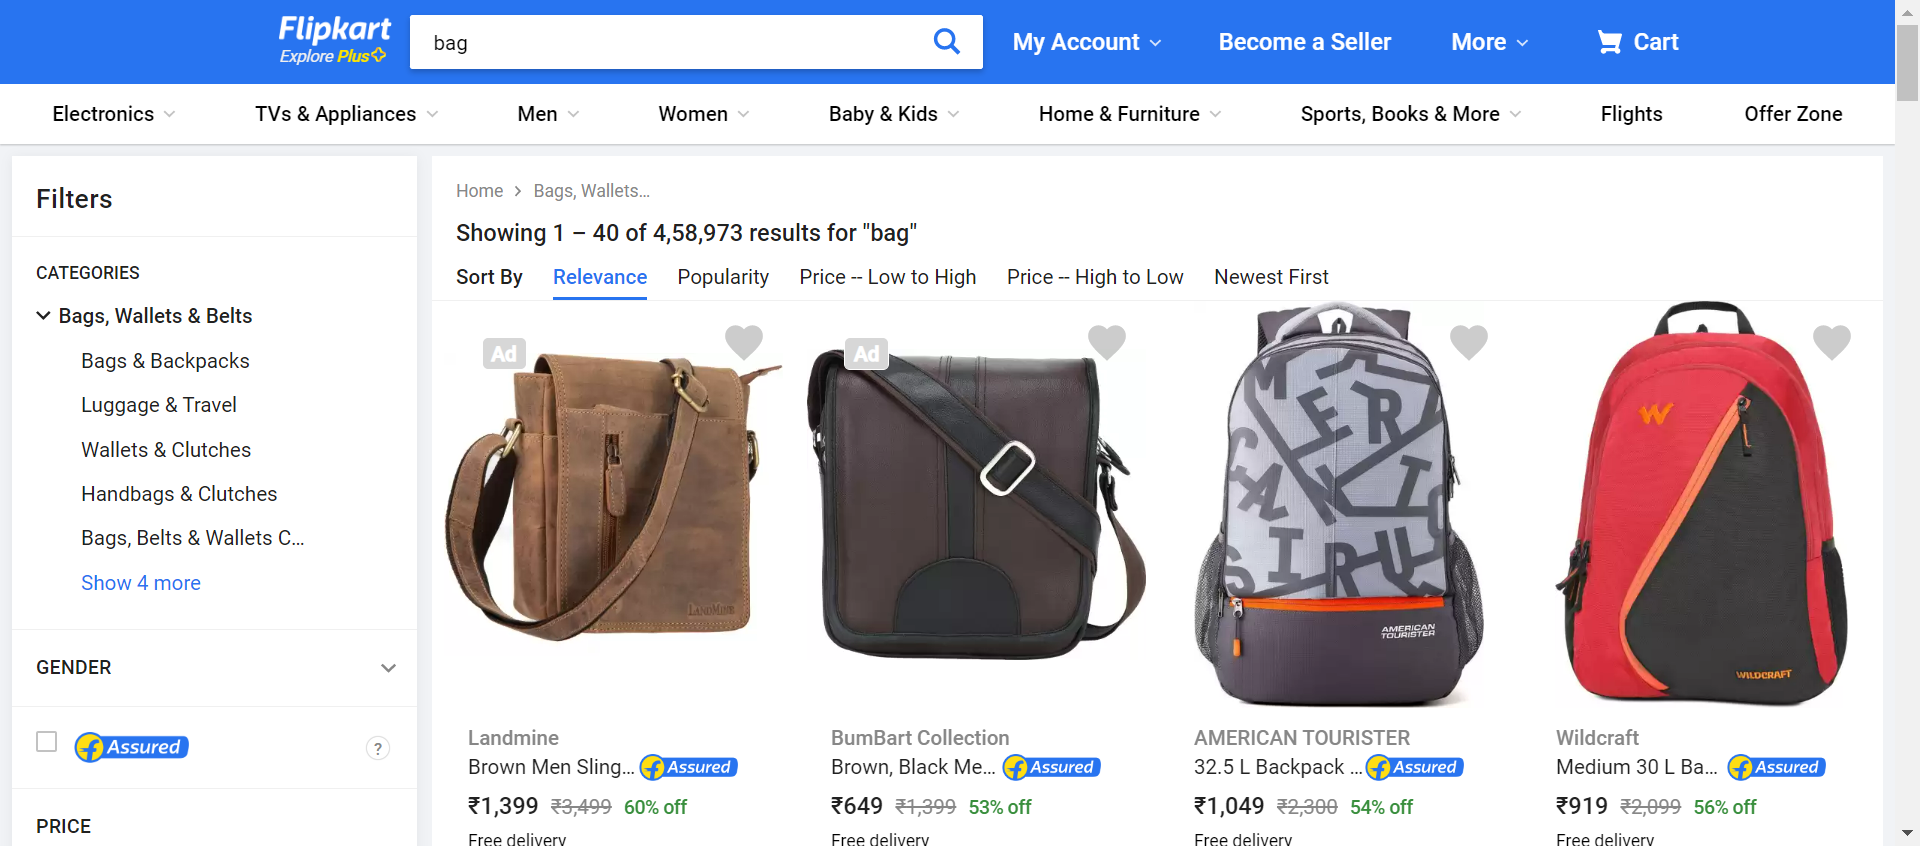 Flipkart
Explore Plus
bag
My Account
Become a Seller
More
Cart
Electronics
TVs & Appliances
Men
Women
Baby & Kids
Home & Furniture
Sports, Books & More
Flights
Offer Zone
Filters
CATEGORIES
Bags, Wallets & Belts
Bags & Backpacks
Luggage & Travel
Wallets & Clutches
Handbags & Clutches
Bags, Belts & Wallets C...
Show 4 more
GENDER
f Assured
?
PRICE
Home > Bags, Wallets...
Showing 1 – 40 of 4,58,973 results for "bag"
Sort By Relevance Popularity Price -- Low to High Price -- High to Low Newest First
Ad
LANDMINE
Landmine
Brown Men Sling... f Assured
₹1,399 ₹3,499 60% off
Free delivery
Ad
BumBart Collection
Brown, Black Me... f Assured
₹649 ₹1,399 53% off
Free delivery
AMERICAN
TOURISTER
AMERICAN TOURISTER
32.5 L Backpack ... f Assured
₹1,049 ₹2,300 54% off
Free delivery
WILDCRAFT
Wildcraft
Medium 30 L Ba... f Assured
₹919 ₹2,099 56% off
Free delivery